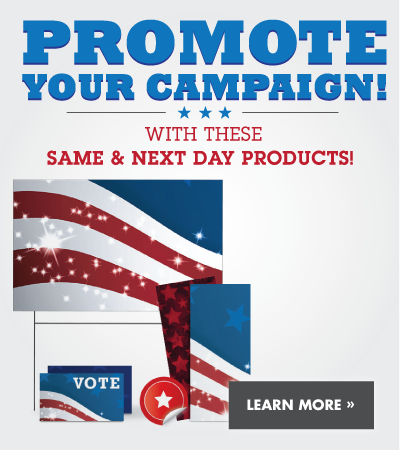 PROMOTE
YOUR CAMPAIGN!
WITH THESE
SAME & NEXT DAY PRODUCTS!
VOTE
LEARN MORE »